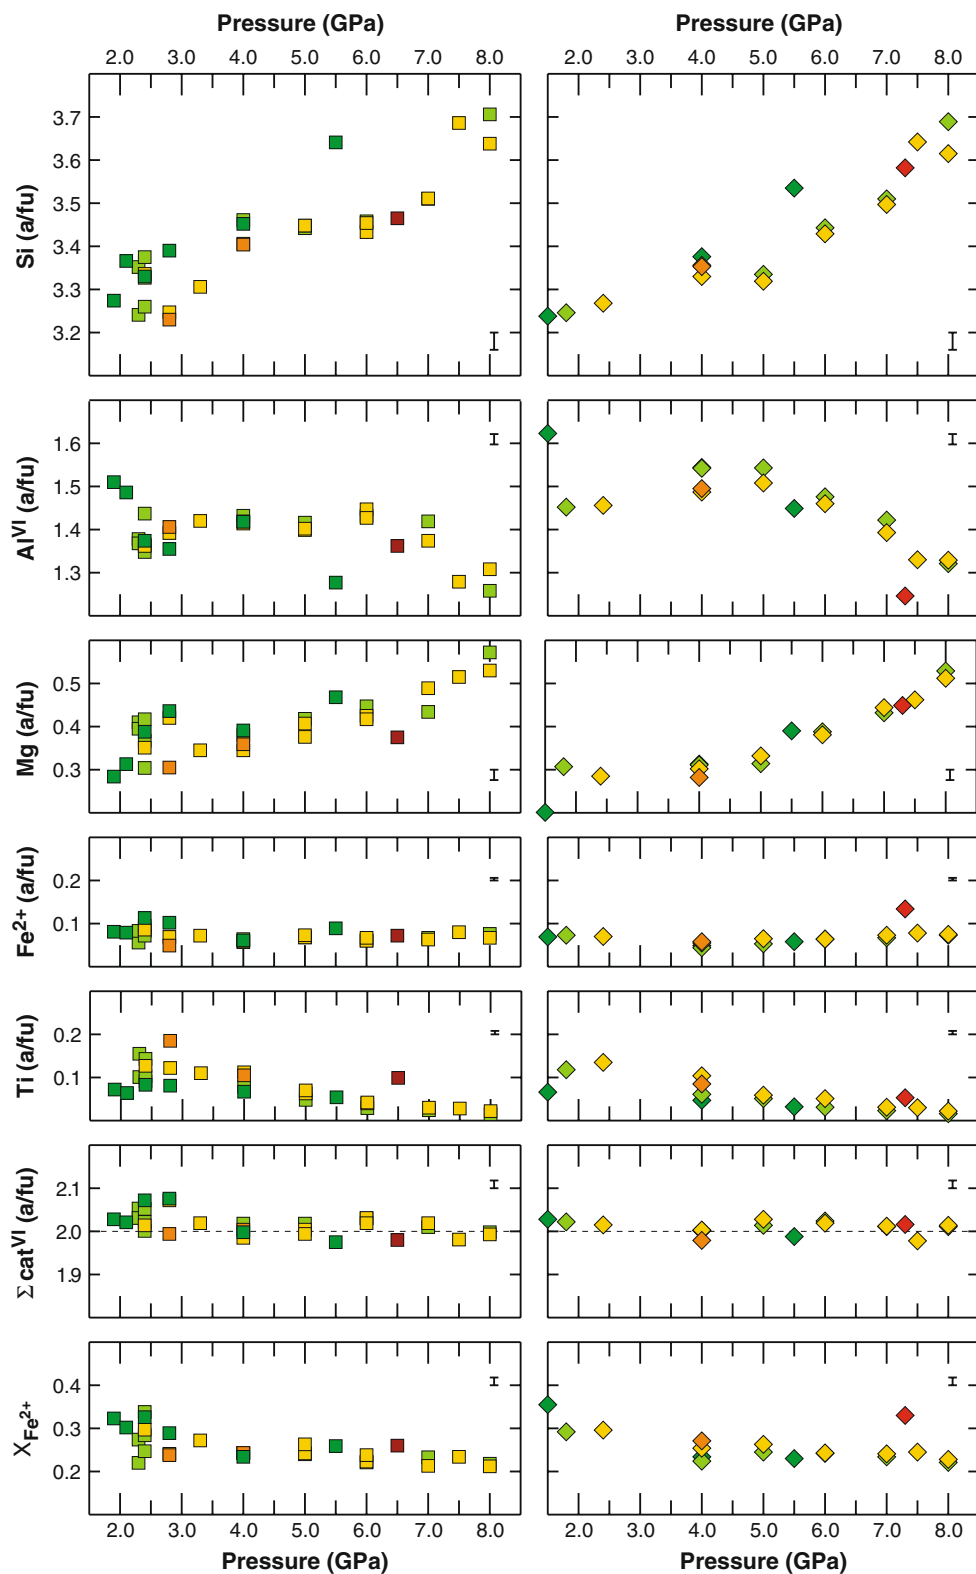 Pressure (GPa) Pressure (GPa)
2.0 3.0 4.0 5.0 6.0 7.0 8.0 2.0 3.0 4.0 5.0 6.0 7.0 8.0
Si (a/fu)
3.7
3.6
3.5
3.4
3.3
3.2
Al^VI (a/fu)
1.6
1.5
1.4
1.3
Mg (a/fu)
0.5
0.4
0.3
Fe²⁺ (a/fu)
0.2
0.1
Ti (a/fu)
0.2
0.1
Σ cat^VI (a/fu)
2.1
2.0
1.9
X_Fe²⁺
0.4
0.3
0.2
2.0 3.0 4.0 5.0 6.0 7.0 8.0 2.0 3.0 4.0 5.0 6.0 7.0 8.0
Pressure (GPa) Pressure (GPa)